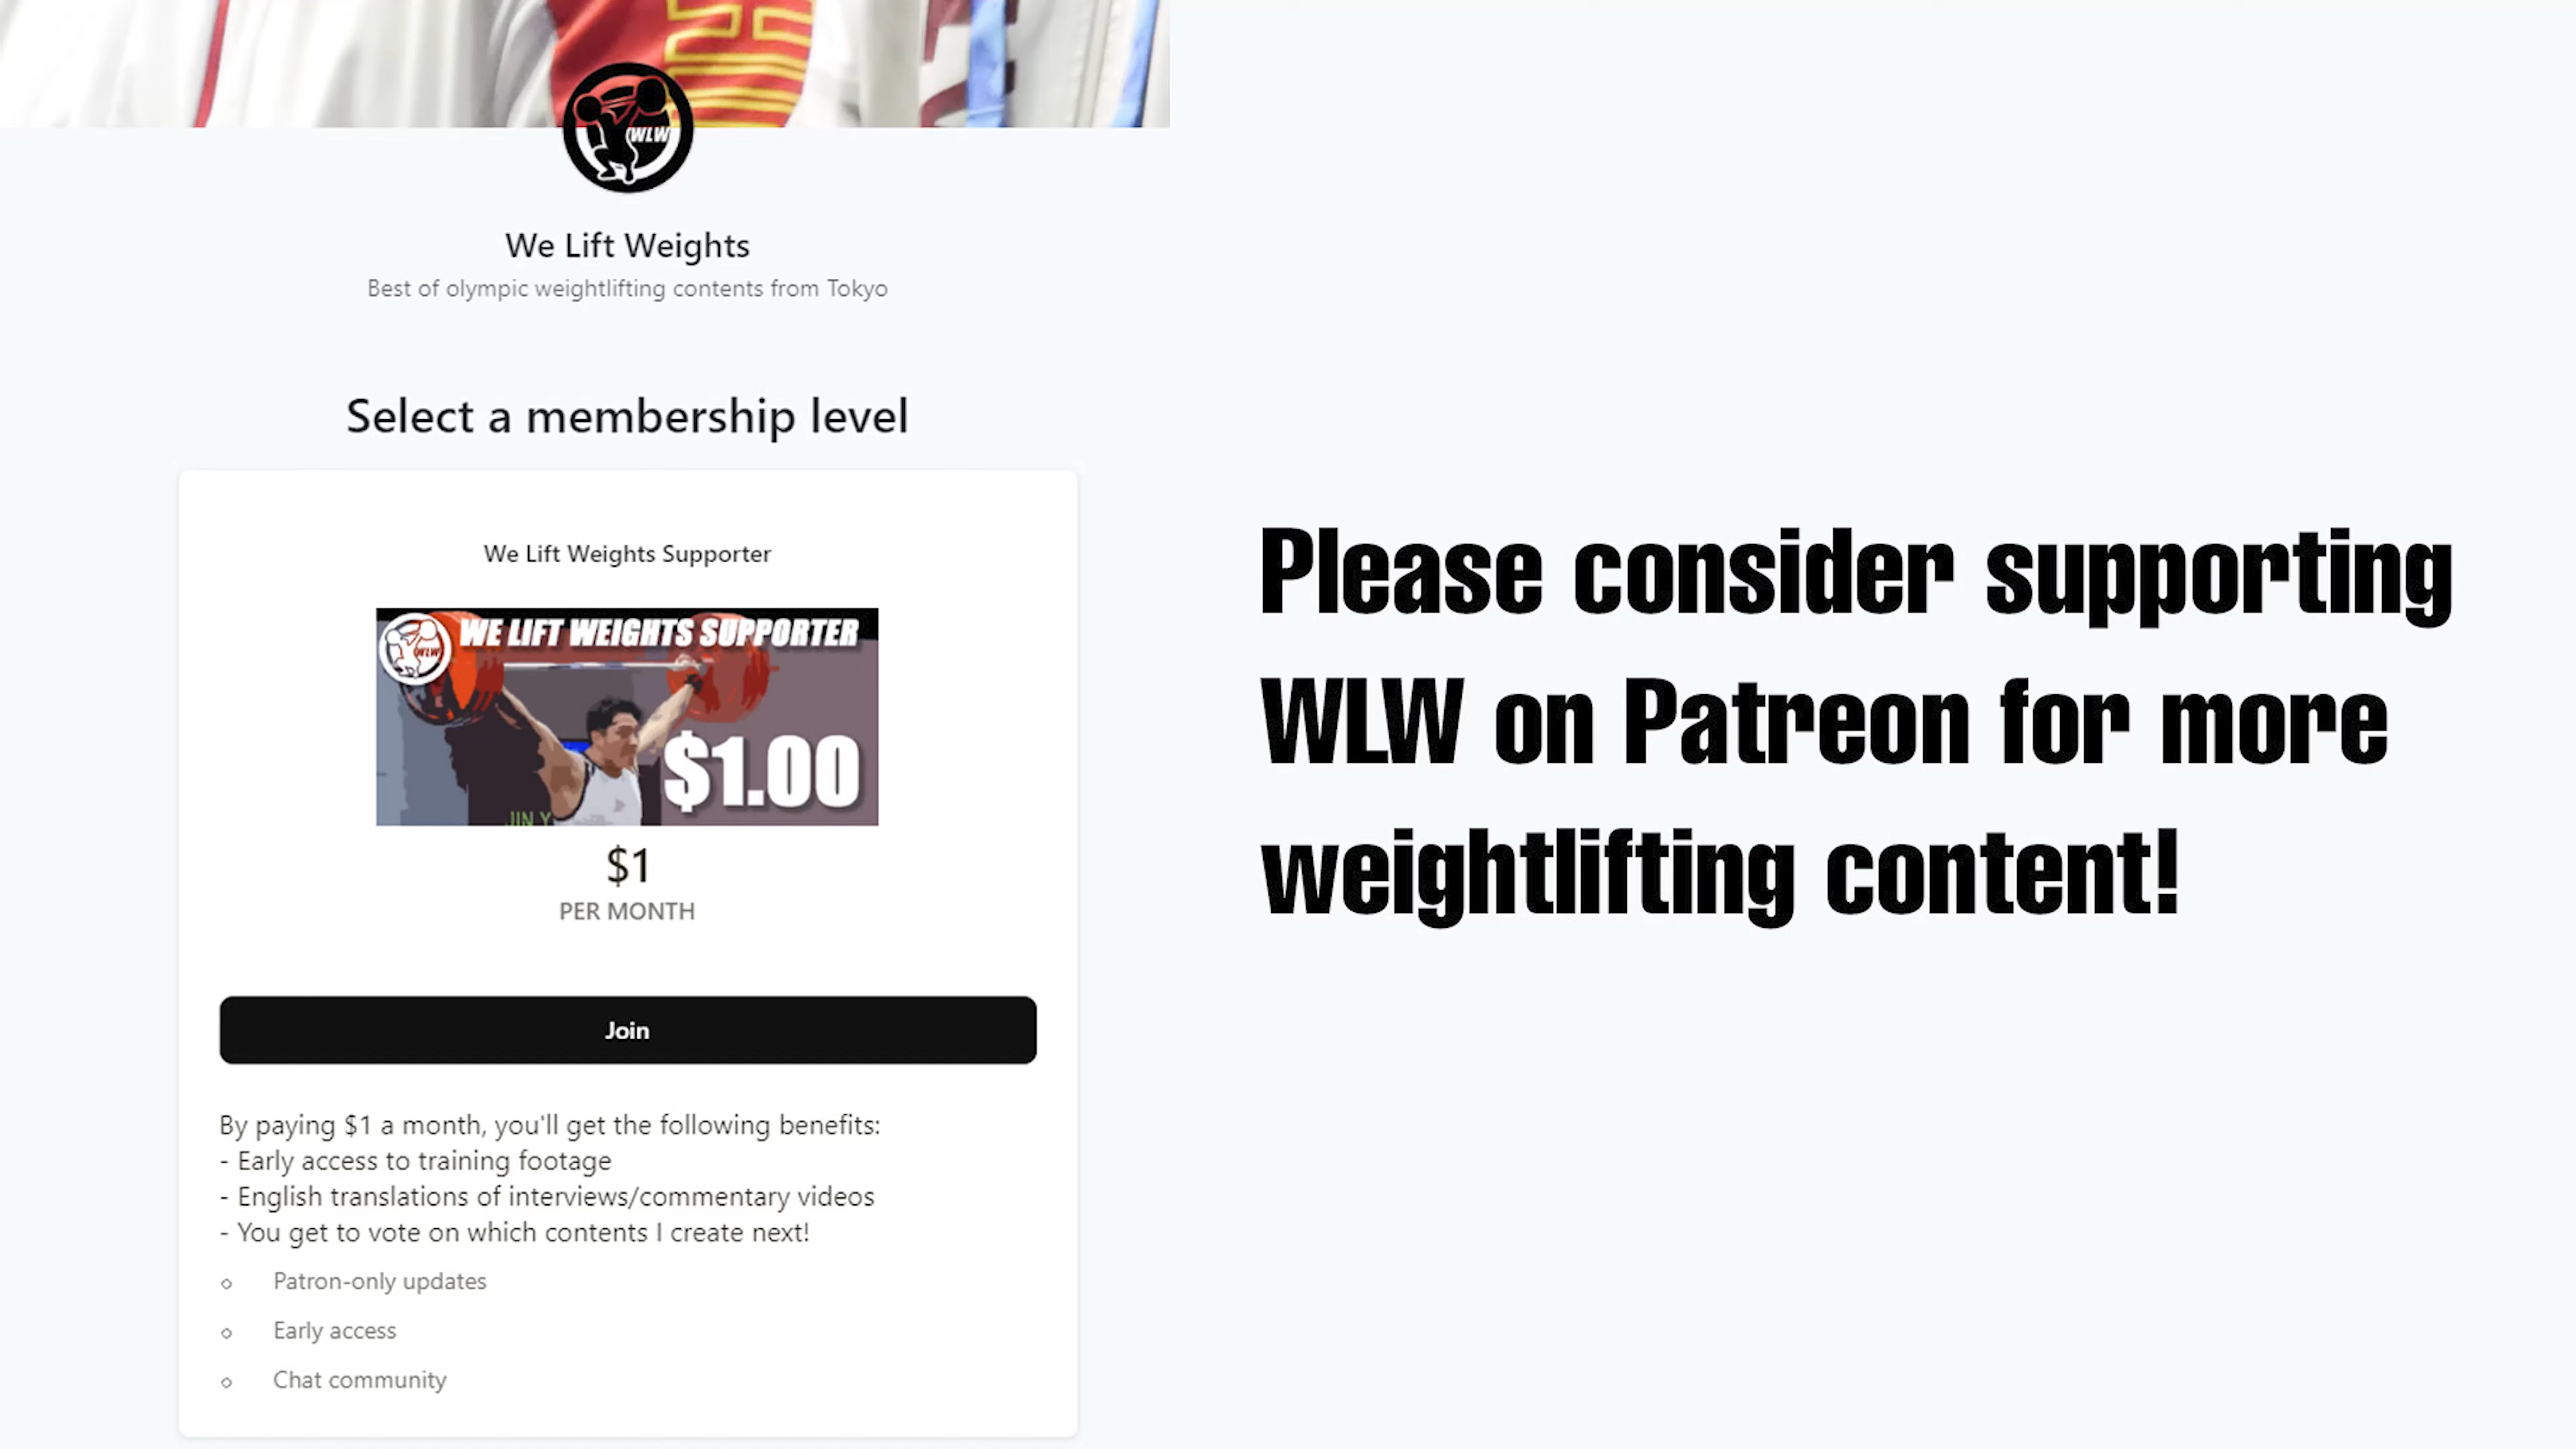 WLW
We Lift Weights
Best of olympic weightlifting contents from Tokyo
Select a membership level
We Lift Weights Supporter
WLW
WE LIFT WEIGHTS SUPPORTER
$1.00
JIN Y
$1
PER MONTH
Join
By paying $1 a month, you'll get the following benefits:
- Early access to training footage
- English translations of interviews/commentary videos
- You get to vote on which contents I create next!
Patron-only updates
Early access
Chat community
Please consider supporting
WLW on Patreon for more
weightlifting content!